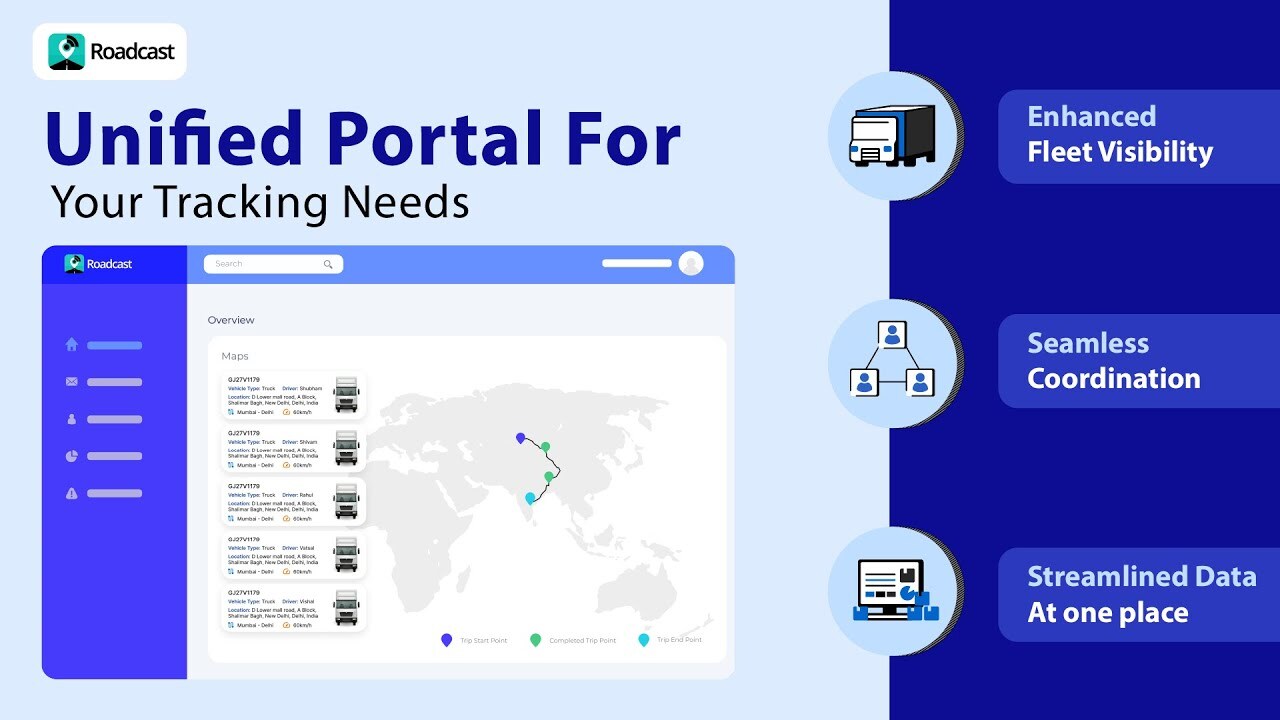 Roadcast
Unified Portal For
Your Tracking Needs
Roadcast
Search
Overview
Maps
GJ27V1179
Vehicle Type: Truck Driver: Shubham
Location: D Lower mall road, A Block,
Shalimar Bagh, New Delhi, Delhi, India
Mumbai - Delhi 60km/h
GJ27V1179
Vehicle Type: Truck Driver: Shivam
Location: D Lower mall road, A Block,
Shalimar Bagh, New Delhi, Delhi, India
Mumbai - Delhi 60km/h
GJ27V1179
Vehicle Type: Truck Driver: Rahul
Location: D Lower mall road, A Block,
Shalimar Bagh, New Delhi, Delhi, India
Mumbai - Delhi 60km/h
GJ27V1179
Vehicle Type: Truck Driver: Vatsal
Location: D Lower mall road, A Block,
Shalimar Bagh, New Delhi, Delhi, India
Mumbai - Delhi 60km/h
GJ27V1179
Vehicle Type: Truck Driver: Vishal
Location: D Lower mall road, A Block,
Shalimar Bagh, New Delhi, Delhi, India
Mumbai - Delhi 60km/h
Trip Start Point Completed Trip Point Trip End Point
Enhanced
Fleet Visibility
Seamless
Coordination
Streamlined Data
At one place